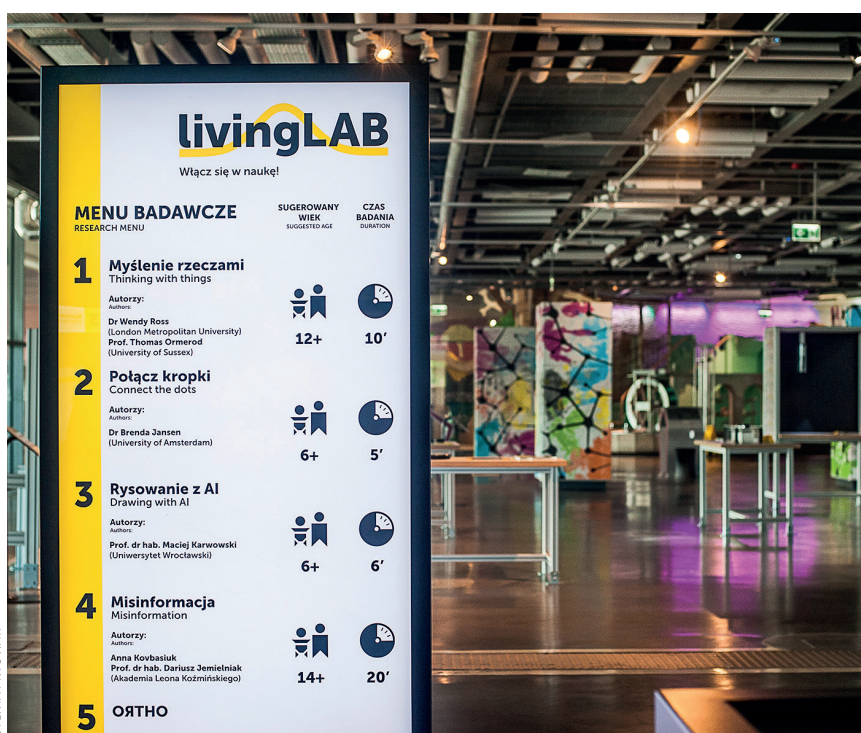 livingLAB
Włącz się w naukę!
MENU BADAWCZE
RESEARCH MENU
SUGEROWANY
WIEK
SUGGESTED AGE
CZAS
BADANIA
DURATION
1
Myślenie rzeczami
Thinking with things
Autorzy:
Authors:
Dr Wendy Ross
(London Metropolitan University)
Prof. Thomas Ormerod
(University of Sussex)
12+
10’
2
Połącz kropki
Connect the dots
Autorzy:
Authors:
Dr Brenda Jansen
(University of Amsterdam)
6+
5’
3
Rysowanie z AI
Drawing with AI
Autorzy:
Authors:
Prof. dr hab. Maciej Karwowski
(Uniwersytet Wrocławski)
6+
6’
4
Misinformacja
Misinformation
Autorzy:
Authors:
Anna Kovbasiuk
Prof. dr hab. Dariusz Jemielniak
(Akademia Leona Koźmińskiego)
14+
20’
5
OЯTHO